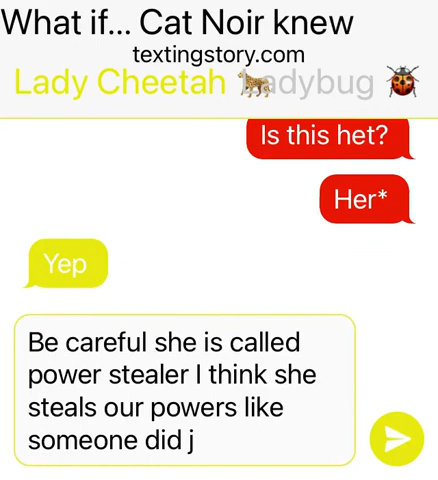 What if... Cat Noir knew
textingstory.com
Lady Cheetah 🐆 Ladybug 🐞
Is this het?
Her*
Yep
Be careful she is called
power stealer I think she
steals our powers like
someone did j